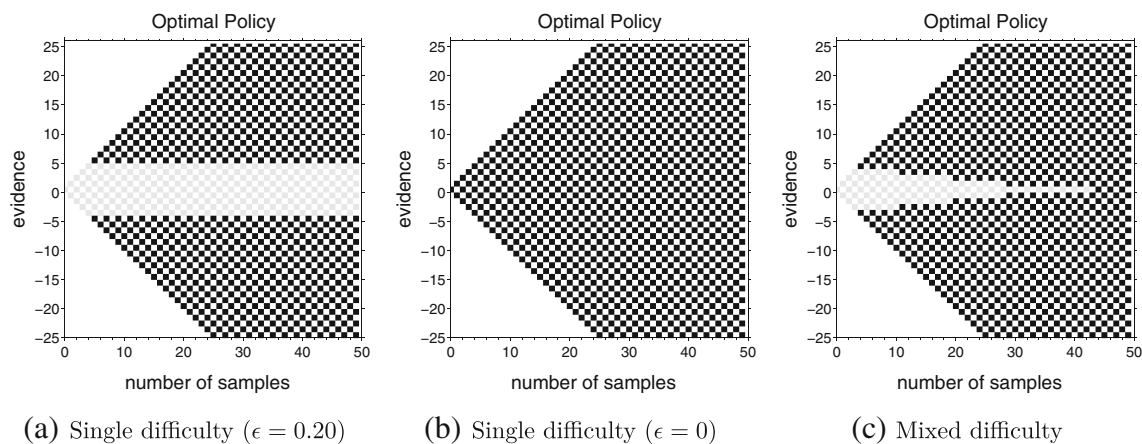 Optimal Policy
25
20
15
10
5
0
−5
−10
−15
−20
−25
evidence
0 10 20 30 40 50
number of samples
(a) Single difficulty (ϵ = 0.20)
Optimal Policy
25
20
15
10
5
0
−5
−10
−15
−20
−25
evidence
0 10 20 30 40 50
number of samples
(b) Single difficulty (ϵ = 0)
Optimal Policy
25
20
15
10
5
0
−5
−10
−15
−20
−25
evidence
0 10 20 30 40 50
number of samples
(c) Mixed difficulty